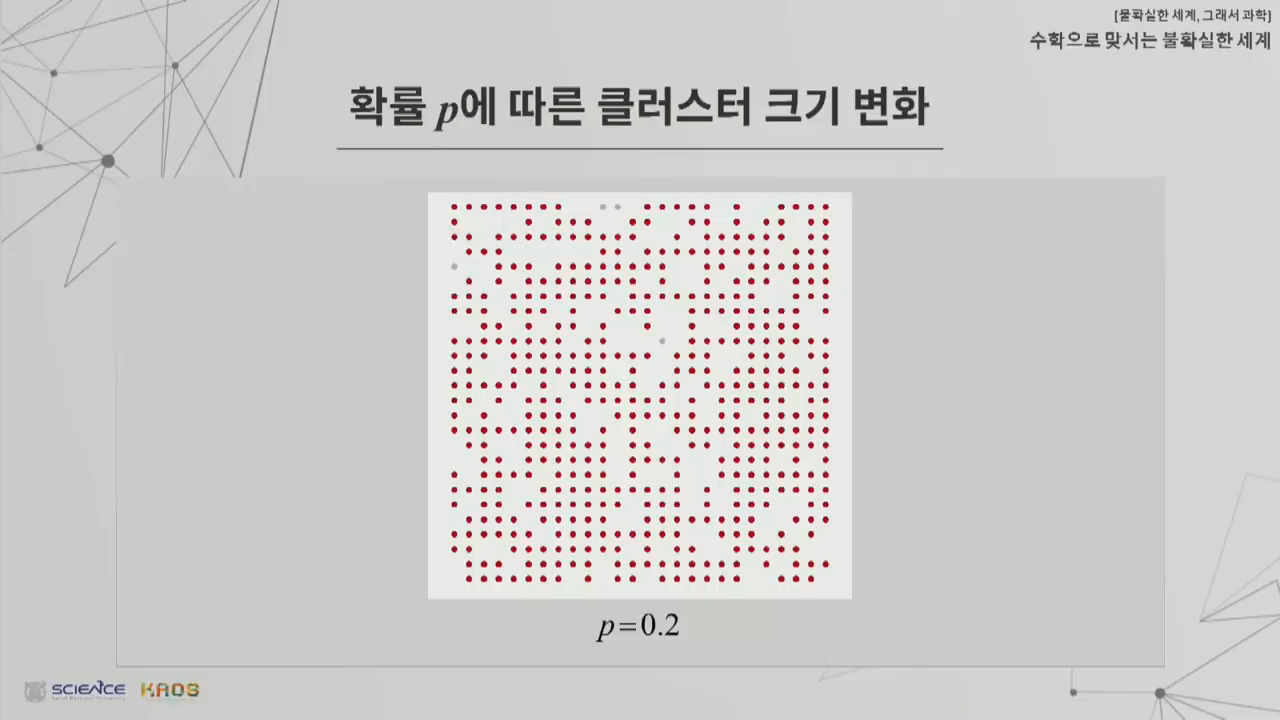 [불확실한 세계, 그래서 과학]
수학으로 맞서는 불확실한 세계
확률 p에 따른 클러스터 크기 변화
p=0.2
SCIENCE
KAOS